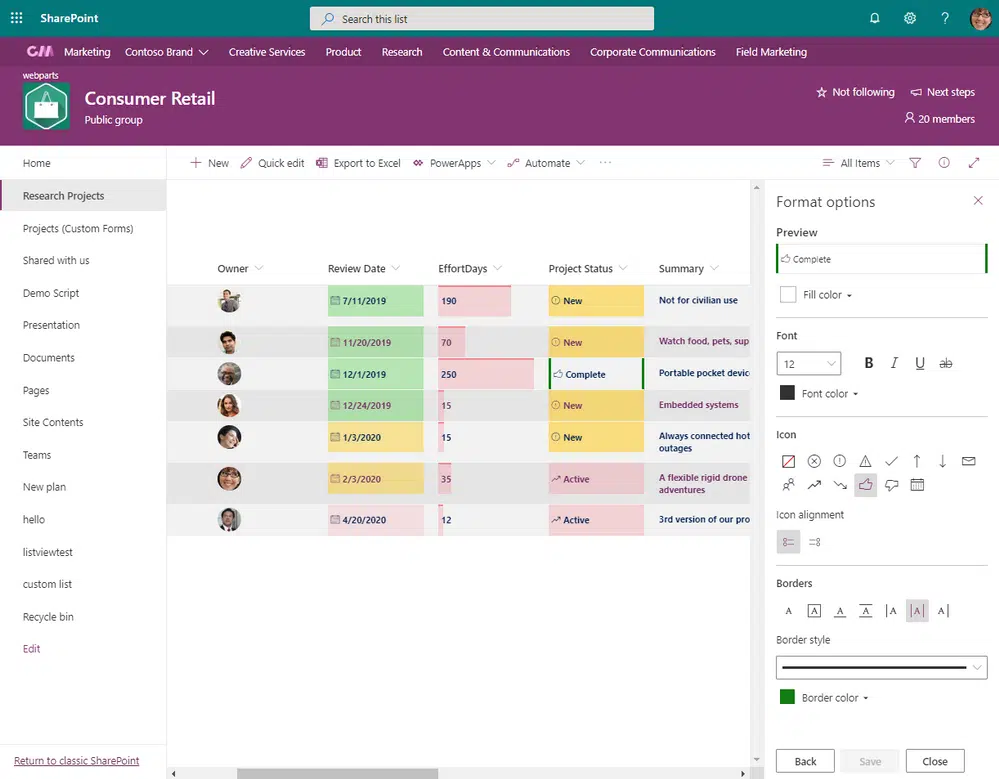 SharePoint
Search this list
?
CM Marketing Contoso Brand Creative Services Product Research Content & Communications Corporate Communications Field Marketing
webparts
Consumer Retail
Public group
Not following Next steps
20 members
Home
Research Projects
Projects (Custom Forms)
Shared with us
Demo Script
Presentation
Documents
Pages
Site Contents
Teams
New plan
hello
listviewtest
custom list
Recycle bin
Edit
Return to classic SharePoint
New Quick edit Export to Excel PowerApps Automate ... All Items
Owner Review Date EffortDays Project Status Summary
7/11/2019 190 New Not for civilian use
11/20/2019 70 New Watch food, pets, sup
12/1/2019 250 Complete Portable pocket devic
12/24/2019 15 New Embedded systems
1/3/2020 15 New Always connected hot
outages
2/3/2020 35 Active A flexible rigid drone
adventures
4/20/2020 12 Active 3rd version of our pro
Format options
Preview
Complete
Fill color
Font
12 B I U ab
Font color
Icon
Icon alignment
Borders
A A A A A A A
Border style
Border color
Back Save Close